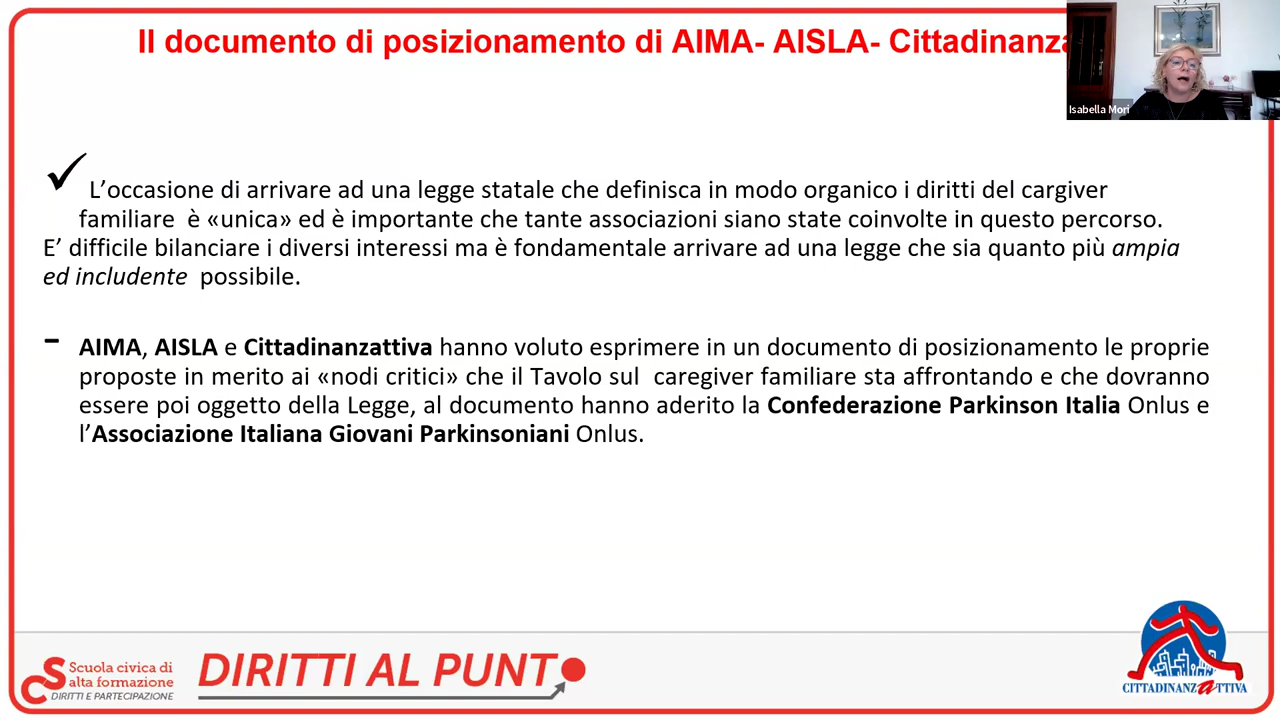 Il documento di posizionamento di AIMA- AISLA- Cittadinanza
Isabella Mori
✓ L’occasione di arrivare ad una legge statale che definisca in modo organico i diritti del cargiver
familiare è «unica» ed è importante che tante associazioni siano state coinvolte in questo percorso.
E’ difficile bilanciare i diversi interessi ma è fondamentale arrivare ad una legge che sia quanto più ampia
ed includente possibile.
- AIMA, AISLA e Cittadinanzattiva hanno voluto esprimere in un documento di posizionamento le proprie
proposte in merito ai «nodi critici» che il Tavolo sul caregiver familiare sta affrontando e che dovranno
essere poi oggetto della Legge, al documento hanno aderito la Confederazione Parkinson Italia Onlus e
l’Associazione Italiana Giovani Parkinsoniani Onlus.
CS Scuola civica di
alta formazione
DIRITTI E PARTECIPAZIONE
DIRITTI AL PUNTO
CITTADINANZATTIVA